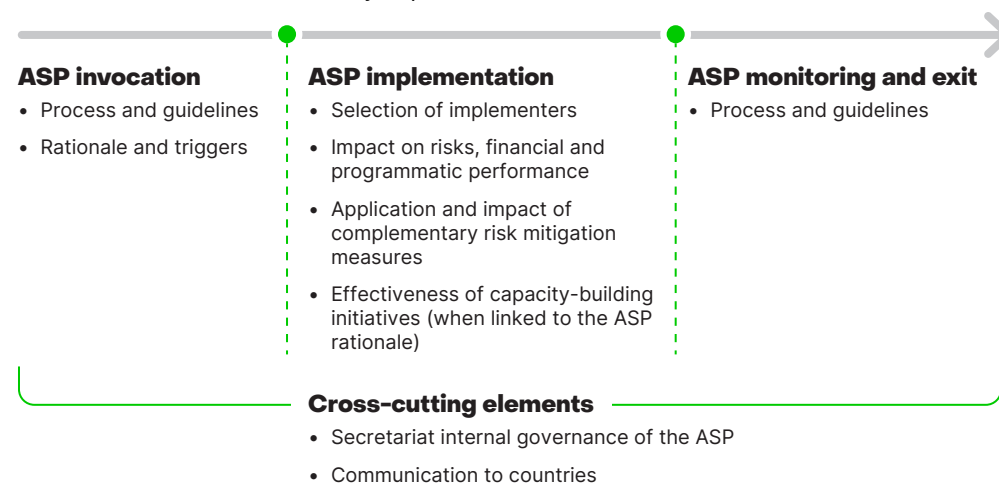 ASP invocation
• Process and guidelines
• Rationale and triggers
ASP implementation
• Selection of implementers
• Impact on risks, financial and
programmatic performance
• Application and impact of
complementary risk mitigation
measures
• Effectiveness of capacity-building
initiatives (when linked to the ASP
rationale)
ASP monitoring and exit
• Process and guidelines
Cross-cutting elements
• Secretariat internal governance of the ASP
• Communication to countries